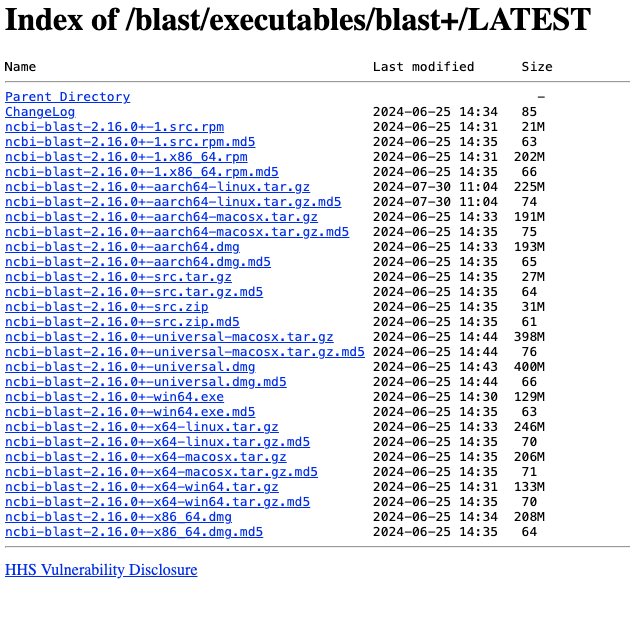 Index of /blast/executables/blast+/LATEST
Name Last modified Size
Parent Directory -
ChangeLog 2024-06-25 14:34 85
ncbi-blast-2.16.0+-1.src.rpm 2024-06-25 14:31 21M
ncbi-blast-2.16.0+-1.src.rpm.md5 2024-06-25 14:35 63
ncbi-blast-2.16.0+-1.x86_64.rpm 2024-06-25 14:31 202M
ncbi-blast-2.16.0+-1.x86_64.rpm.md5 2024-06-25 14:35 66
ncbi-blast-2.16.0+-aarch64-linux.tar.gz 2024-07-30 11:04 225M
ncbi-blast-2.16.0+-aarch64-linux.tar.gz.md5 2024-07-30 11:04 74
ncbi-blast-2.16.0+-aarch64-macosx.tar.gz 2024-06-25 14:33 191M
ncbi-blast-2.16.0+-aarch64-macosx.tar.gz.md5 2024-06-25 14:35 75
ncbi-blast-2.16.0+-aarch64.dmg 2024-06-25 14:33 193M
ncbi-blast-2.16.0+-aarch64.dmg.md5 2024-06-25 14:35 65
ncbi-blast-2.16.0+-src.tar.gz 2024-06-25 14:35 27M
ncbi-blast-2.16.0+-src.tar.gz.md5 2024-06-25 14:35 64
ncbi-blast-2.16.0+-src.zip 2024-06-25 14:35 31M
ncbi-blast-2.16.0+-src.zip.md5 2024-06-25 14:35 61
ncbi-blast-2.16.0+-universal-macosx.tar.gz 2024-06-25 14:44 398M
ncbi-blast-2.16.0+-universal-macosx.tar.gz.md5 2024-06-25 14:44 76
ncbi-blast-2.16.0+-universal.dmg 2024-06-25 14:43 400M
ncbi-blast-2.16.0+-universal.dmg.md5 2024-06-25 14:44 66
ncbi-blast-2.16.0+-win64.exe 2024-06-25 14:30 129M
ncbi-blast-2.16.0+-win64.exe.md5 2024-06-25 14:35 63
ncbi-blast-2.16.0+-x64-linux.tar.gz 2024-06-25 14:33 246M
ncbi-blast-2.16.0+-x64-linux.tar.gz.md5 2024-06-25 14:35 70
ncbi-blast-2.16.0+-x64-macosx.tar.gz 2024-06-25 14:35 206M
ncbi-blast-2.16.0+-x64-macosx.tar.gz.md5 2024-06-25 14:35 71
ncbi-blast-2.16.0+-x64-win64.tar.gz 2024-06-25 14:31 133M
ncbi-blast-2.16.0+-x64-win64.tar.gz.md5 2024-06-25 14:35 70
ncbi-blast-2.16.0+-x86_64.dmg 2024-06-25 14:34 208M
ncbi-blast-2.16.0+-x86_64.dmg.md5 2024-06-25 14:35 64
HHS Vulnerability Disclosure